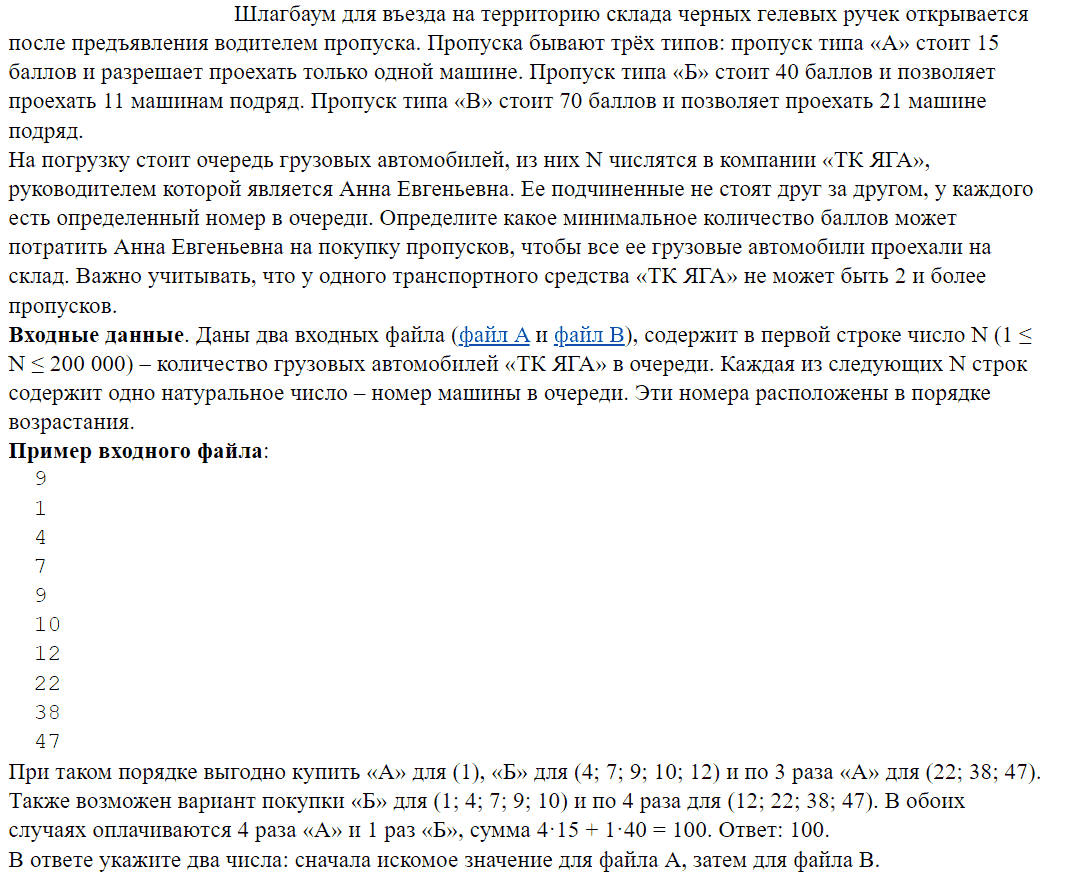 Шлагбаум для въезда на территорию склада черных гелевых ручек открывается
после предъявления водителем пропуска. Пропуска бывают трёх типов: пропуск типа «А» стоит 15
баллов и разрешает проехать только одной машине. Пропуск типа «Б» стоит 40 баллов и позволяет
проехать 11 машинам подряд. Пропуск типа «В» стоит 70 баллов и позволяет проехать 21 машине
подряд.
На погрузку стоит очередь грузовых автомобилей, из них N числятся в компании «ТК ЯГА»,
руководителем которой является Анна Евгеньевна. Ее подчиненные не стоят друг за другом, у каждого
есть определенный номер в очереди. Определите какое минимальное количество баллов может
потратить Анна Евгеньевна на покупку пропусков, чтобы все ее грузовые автомобили проехали на
склад. Важно учитывать, что у одного транспортного средства «ТК ЯГА» не может быть 2 и более
пропусков.
Входные данные. Даны два входных файла (файл A и файл B), содержит в первой строке число N (1 ≤
N ≤ 200 000) – количество грузовых автомобилей «ТК ЯГА» в очереди. Каждая из следующих N строк
содержит одно натуральное число – номер машины в очереди. Эти номера расположены в порядке
возрастания.
Пример входного файла:
9
1
4
7
9
10
12
22
38
47
При таком порядке выгодно купить «А» для (1), «Б» для (4; 7; 9; 10; 12) и по 3 раза «А» для (22; 38; 47).
Также возможен вариант покупки «Б» для (1; 4; 7; 9; 10) и по 4 раза для (12; 22; 38; 47). В обоих
случаях оплачиваются 4 раза «А» и 1 раз «Б», сумма 4·15 + 1·40 = 100. Ответ: 100.
В ответе укажите два числа: сначала искомое значение для файла А, затем для файла B.